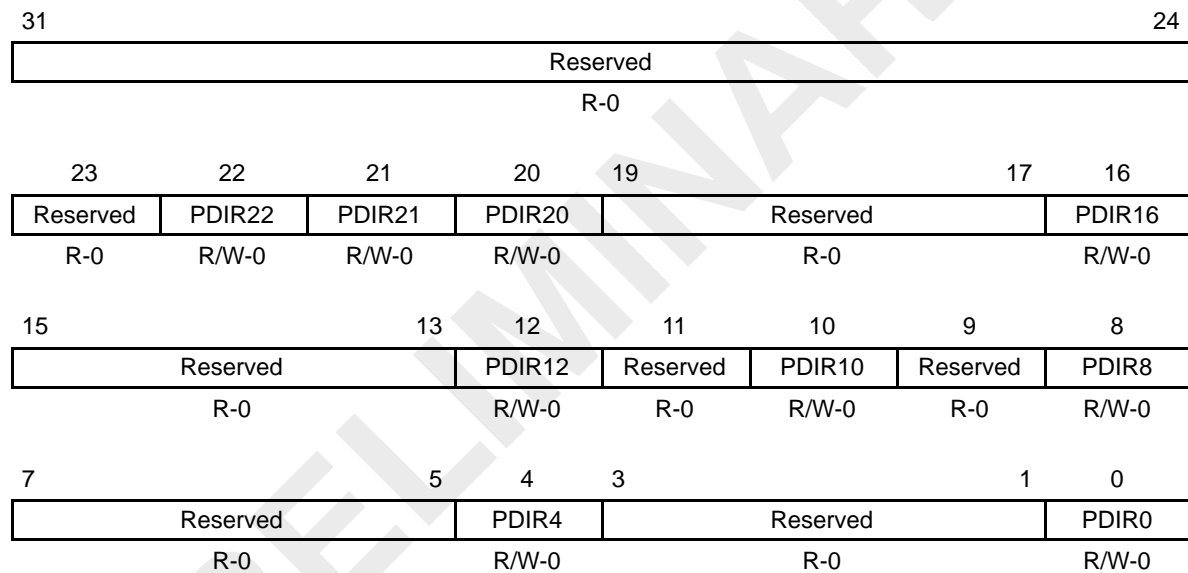 31 24
Reserved
R-0
23 22 21 20 19 17 16
Reserved PDIR22 PDIR21 PDIR20 Reserved PDIR16
R-0 R/W-0 R/W-0 R/W-0 R-0 R/W-0
15 13 12 11 10 9 8
Reserved PDIR12 Reserved PDIR10 Reserved PDIR8
R-0 R/W-0 R-0 R/W-0 R-0 R/W-0
7 5 4 3 1 0
Reserved PDIR4 Reserved PDIR0
R-0 R/W-0 R-0 R/W-0